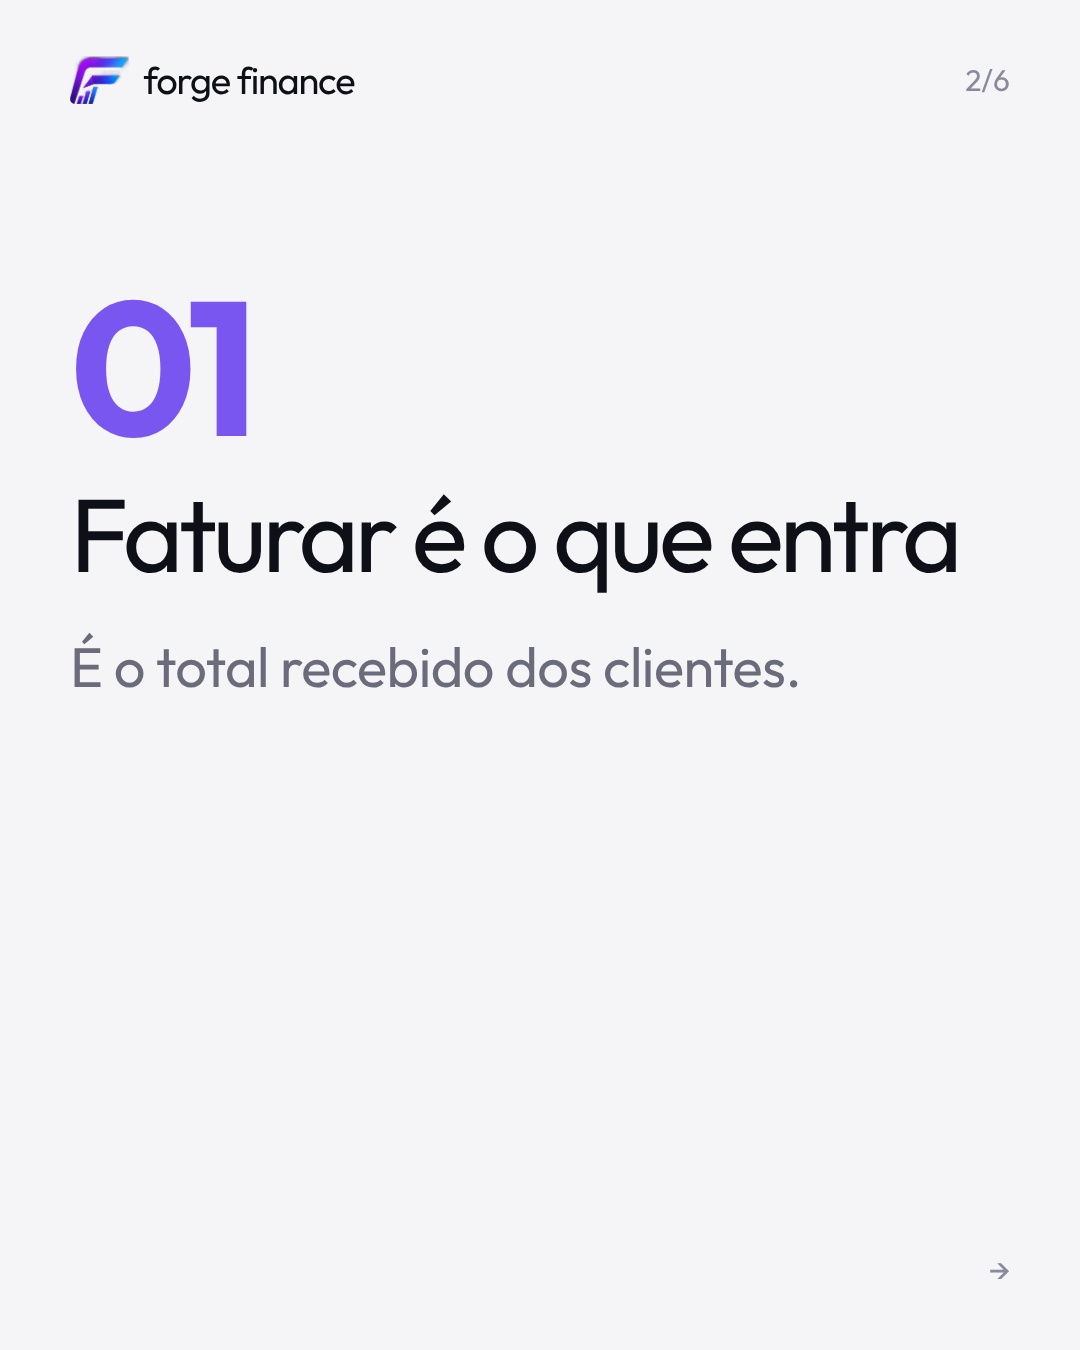 forge finance
2/6
01
Faturar é o que entra
É o total recebido dos clientes.
→